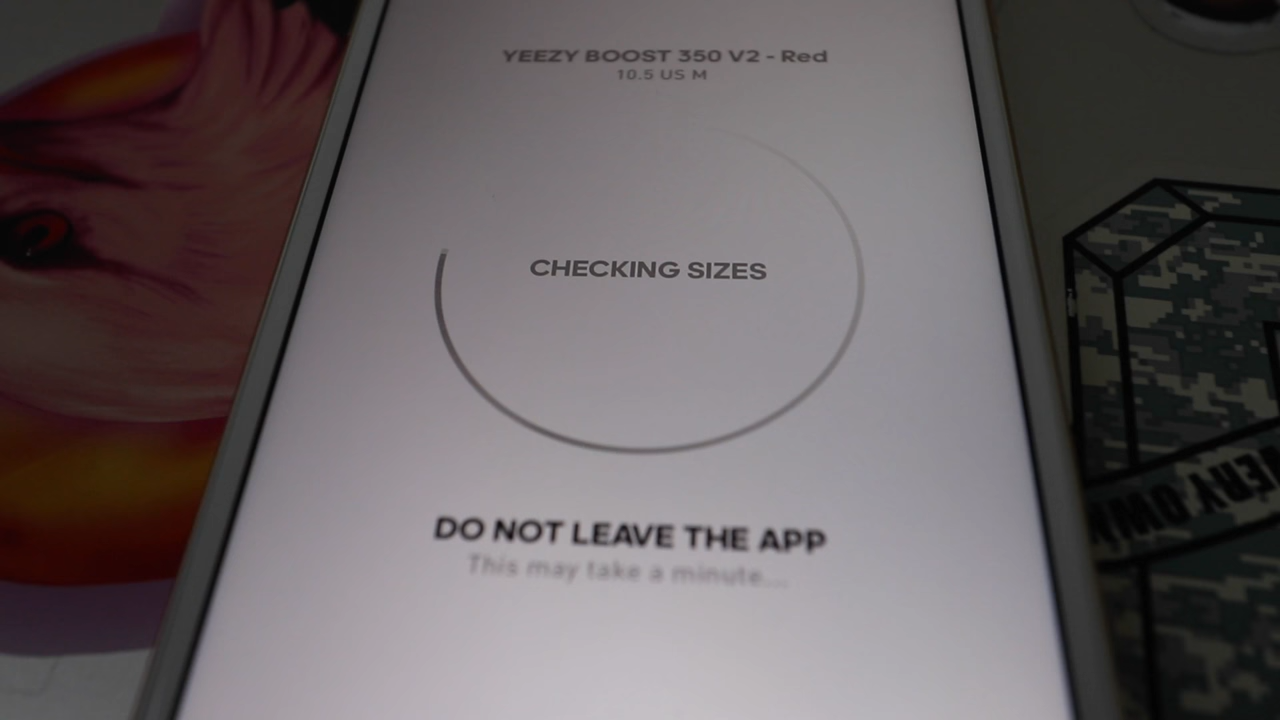 YEEZY BOOST 350 V2 - Red
10.5 US M
CHECKING SIZES
DO NOT LEAVE THE APP
This may take a minute...